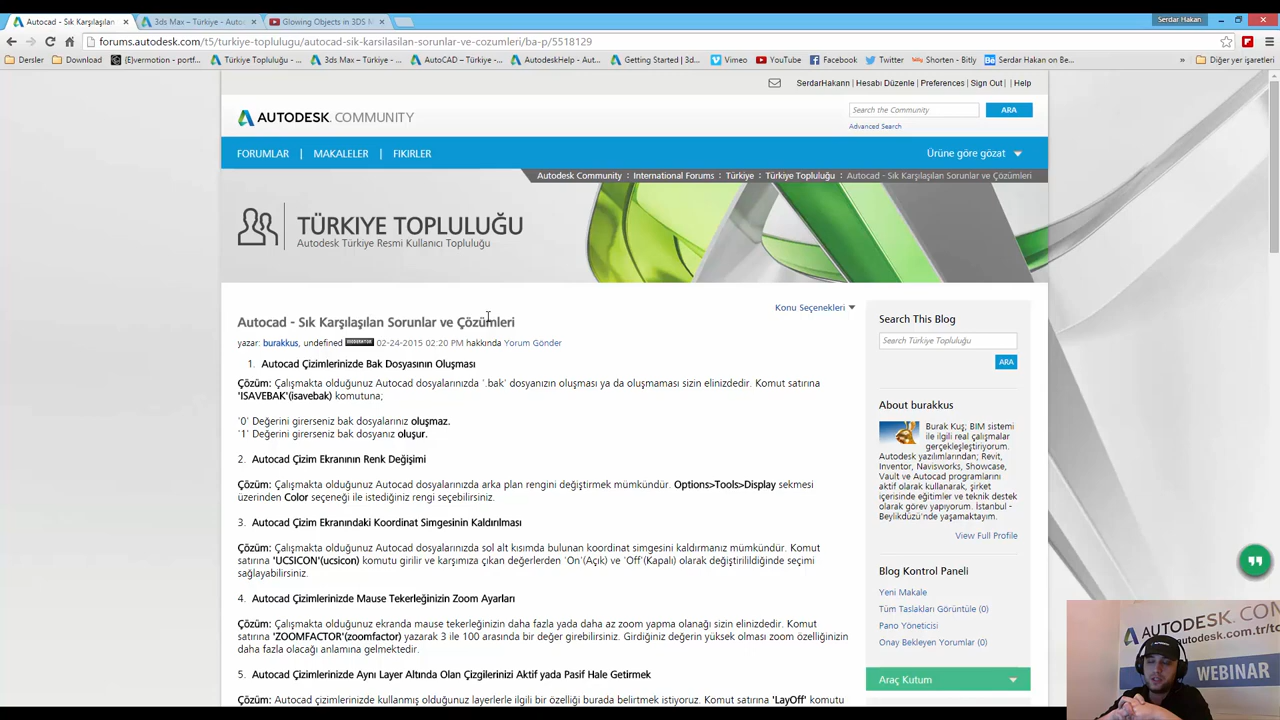 Autocad - Sık Karşılaşılan
3ds Max – Türkiye - Auto
Glowing Objects in 3DS M
Serdar Hakan
forums.autodesk.com/t5/turkiye-toplulugu/autocad-sik-karsilasilan-sorunlar-ve-cozumleri/ba-p/5518129
Dersler
Download
(E)vermotion - portf...
Türkiye Topluluğu - ...
3ds Max – Türkiye - ...
AutoCAD – Türkiye -...
AutodeskHelp - Aut...
Getting Started | 3d...
Vimeo
YouTube
Facebook
Twitter
Shorten - Bitly
Serdar Hakan on Be...
»
Diğer yer işaretleri
SerdarHakann | Hesabı Düzenle | Preferences | Sign Out | | Help
AUTODESK. COMMUNITY
Search the Community
ARA
Advanced Search
FORUMLAR | MAKALELER | FIKIRLER
Ürüne göre gözat
Autodesk Community : International Forums : Türkiye : Türkiye Topluluğu : Autocad - Sık Karşılaşılan Sorunlar ve Çözümleri
TÜRKİYE TOPLULUĞU
Autodesk Türkiye Resmi Kullanıcı Topluluğu
Konu Seçenekleri
Autocad - Sık Karşılaşılan Sorunlar ve Çözümleri
yazar: burakkus, undefined 02-24-2015 02:20 PM hakkında Yorum Gönder
1. Autocad Çizimlerinizde Bak Dosyasının Oluşması
Çözüm: Çalışmakta olduğunuz Autocad dosyalarınızda '.bak' dosyanızın oluşması ya da oluşmaması sizin elinizdedir. Komut satırına
'ISAVEBAK'(isavebak) komutuna;
'0' Değerini girerseniz bak dosyalarınız oluşmaz.
'1' Değerini girerseniz bak dosyanız oluşur.
2. Autocad Çizim Ekranının Renk Değişimi
Çözüm: Çalışmakta olduğunuz Autocad dosyalarınızda arka plan rengini değiştirmek mümkündür. Options>Tools>Display sekmesi
üzerinden Color seçeneği ile istediğiniz rengi seçebilirsiniz.
3. Autocad Çizim Ekranındaki Koordinat Simgesinin Kaldırılması
Çözüm: Çalışmakta olduğunuz Autocad dosyalarınızda sol alt kısımda bulunan koordinat simgesini kaldırmanız mümkündür. Komut
satırına 'UCSICON'(ucsicon) komutu girilir ve karşımıza çıkan değerlerden 'On'(Açık) ve 'Off'(Kapalı) olarak değiştirildiğinde seçimi
sağlayabilirsiniz.
4. Autocad Çizimlerinizde Mause Tekerleğinizin Zoom Ayarları
Çözüm: Çalışmakta olduğunuz ekranda mause tekerleğinizin daha fazla yada daha az zoom yapma olanağı sizin elinizdedir. Komut
satırına 'ZOOMFACTOR'(zoomfactor) yazarak 3 ile 100 arasında bir değer girebilirsiniz. Girdiğiniz değerin yüksek olması zoom özelliğinizin
daha fazla olacağı anlamına gelmektedir.
5. Autocad Çizimlerinizde Aynı Layer Altında Olan Çizgilerinizi Aktif yada Pasif Hale Getirmek
Çözüm: Autocad çizimlerinizde kullanmış olduğunuz layerlerle ilgili bir özelliği burada belirtmek istiyoruz. Komut satırına 'LayOff' komutu
Search This Blog
Search Türkiye Topluluğu
ARA
About burakkus
Burak Kuş; BIM sistemi
ile ilgili real çalışmalar
gerçekleştiriyorum.
Autodesk yazılımlarından; Revit,
Inventor, Navisworks, Showcase,
Vault ve Autocad programlarını
aktif olarak kullanarak, şirket
içerisinde eğitimler ve teknik destek
olarak görev yapıyorum. İstanbul -
Beylikdüzü'nde yaşamaktayım.
View Full Profile
Blog Kontrol Paneli
Yeni Makale
Tüm Taslakları Görüntüle (0)
Pano Yöneticisi
Onay Bekleyen Yorumlar (0)
Araç Kutum
AUTODESK. CO
WEBINAR